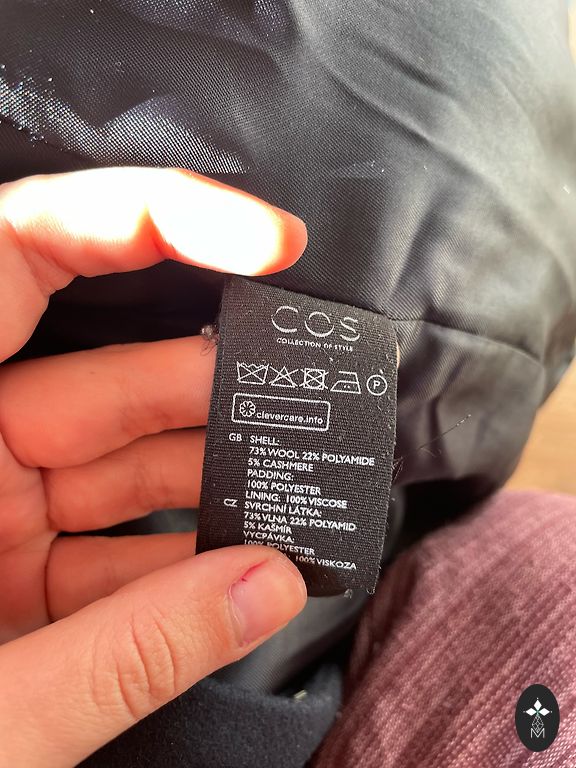 COS
COLLECTION OF STYLE
P
clevercare.info
GB SHELL:
73% WOOL 22% POLYAMIDE
5% CASHMERE
PADDING:
100% POLYESTER
LINING: 100% VISCOSE
CZ SVRCHNÍ LÁTKA:
73% VLNA 22% POLYAMID
5% KAŠMÍR
VYCPÁVKA:
100% POLYESTER
100% VISKOZA
M